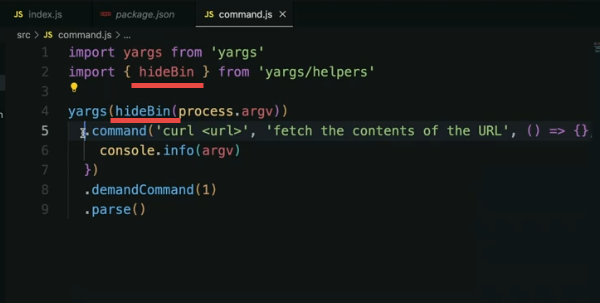 JS index.js package.json JS command.js ×
src > JS command.js > ...
1 import yargs from 'yargs'
2 import { hideBin } from 'yargs/helpers'
3
4 yargs(hideBin(process.argv))
5 .command('curl <url>', 'fetch the contents of the URL', () => {}
6 console.info(argv)
7 })
8 .demandCommand(1)
9 .parse()